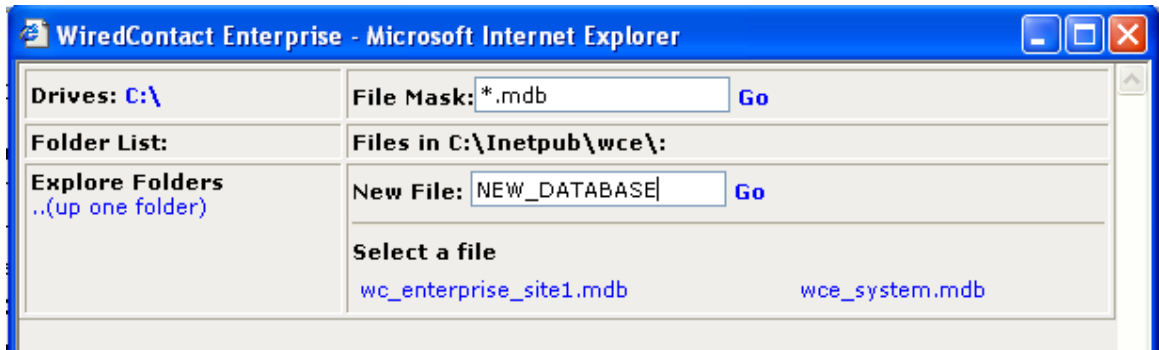 WiredContact Enterprise - Microsoft Internet Explorer
Drives: C:\ File Mask: *.mdb Go
Folder List: Files in C:\Inetpub\wce\:
Explore Folders New File: NEW_DATABASE Go
..(up one folder)
Select a file
wc_enterprise_site1.mdb wce_system.mdb